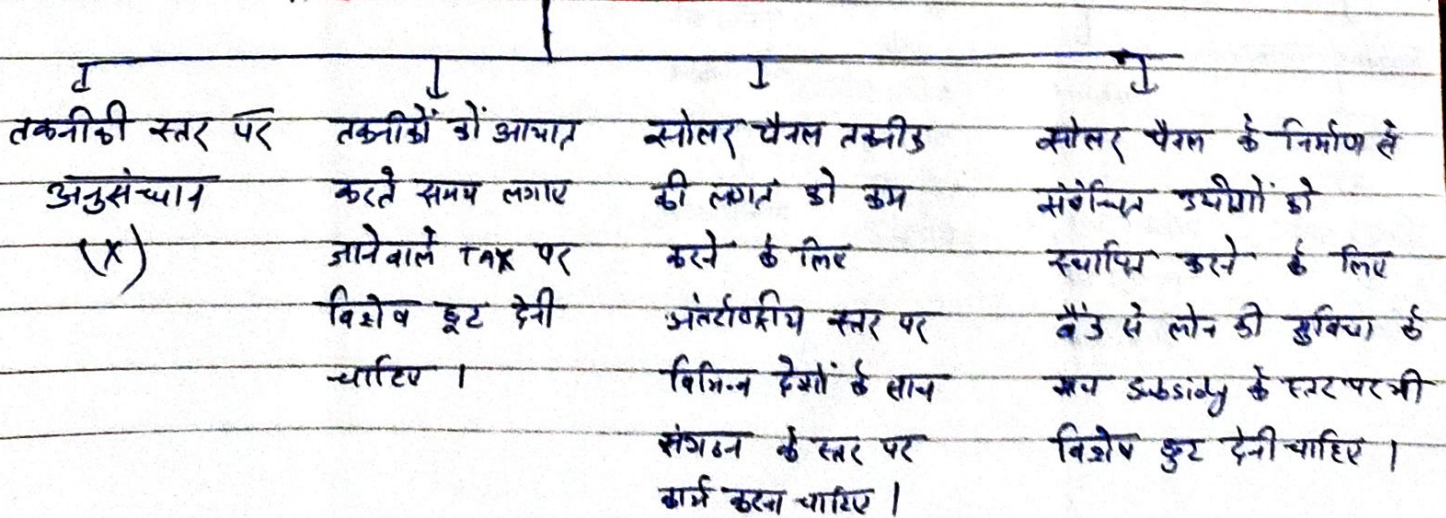 तकनीकी स्तर पर
अनुसंधान
(X)
तकनीकों को आयात
करते समय लगाए
जाने वाले TAX पर
विशेष छूट देनी
चाहिए ।
सोलर पैनल तकनीक
की लागत को कम
करने के लिए
अंतर्राष्ट्रीय स्तर पर
विभिन्न देशों के साथ
संगठन के स्तर पर
कार्य करना चाहिए ।
सोलर पैनल के निर्माण से
संबंधित उद्योगों को
स्थापित करने के लिए
बैंक से लोन की सुविधा के
साथ Subsidy के स्तर पर भी
विशेष छुट देनी चाहिए ।